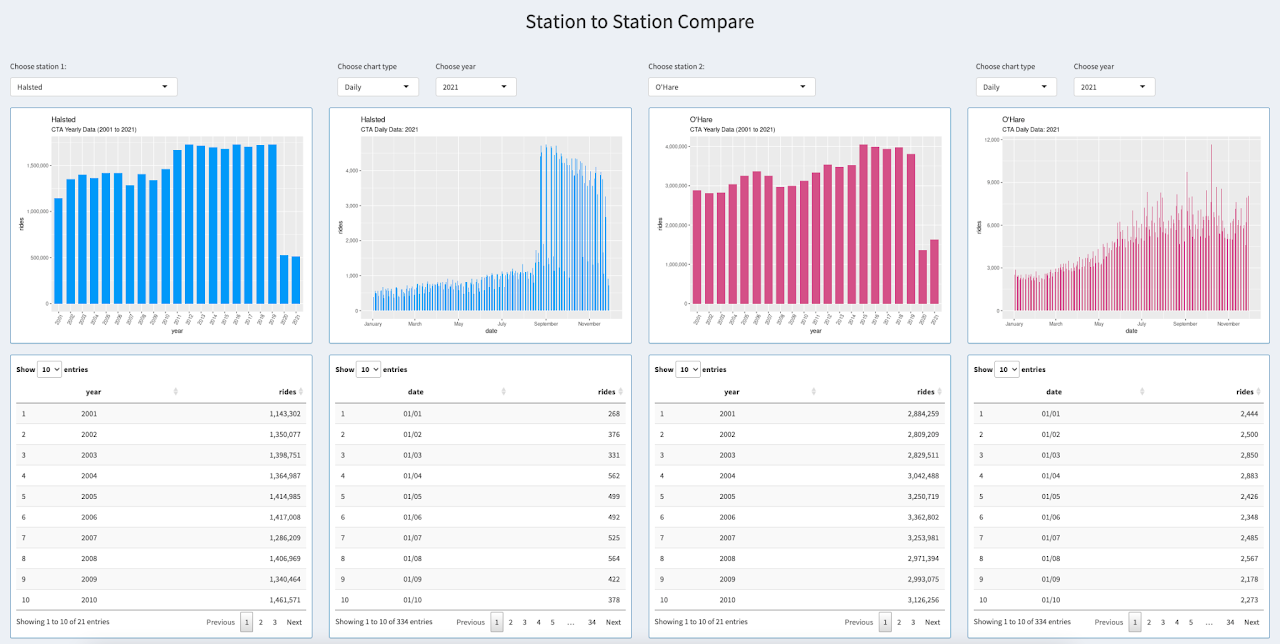 Station to Station Compare
Choose station 1:
Halsted
Choose chart type
Daily
Choose year
2021
Choose station 2:
O'Hare
Choose chart type
Daily
Choose year
2021
Halsted
CTA Yearly Data (2001 to 2021)
rides
1,500,000
1,000,000
500,000
0
2001 2002 2003 2004 2005 2006 2007 2008 2009 2010 2011 2012 2013 2014 2015 2016 2017 2018 2019 2020 2021
year
Halsted
CTA Daily Data: 2021
rides
4,000
3,000
2,000
1,000
0
January March May July September November
date
O'Hare
CTA Yearly Data (2001 to 2021)
rides
4,000,000
3,000,000
2,000,000
1,000,000
0
2001 2002 2003 2004 2005 2006 2007 2008 2009 2010 2011 2012 2013 2014 2015 2016 2017 2018 2019 2020 2021
year
O'Hare
CTA Daily Data: 2021
rides
12,000
9,000
6,000
3,000
0
January March May July September November
date
Show 10 entries
year rides
1 2001 1,143,302
2 2002 1,350,077
3 2003 1,398,751
4 2004 1,364,987
5 2005 1,414,985
6 2006 1,417,008
7 2007 1,286,209
8 2008 1,406,969
9 2009 1,340,464
10 2010 1,461,571
Showing 1 to 10 of 21 entries
Previous 1 2 3 Next
Show 10 entries
date rides
1 01/01 268
2 01/02 376
3 01/03 331
4 01/04 562
5 01/05 499
6 01/06 492
7 01/07 525
8 01/08 564
9 01/09 422
10 01/10 378
Showing 1 to 10 of 334 entries
Previous 1 2 3 4 5 ... 34 Next
Show 10 entries
year rides
1 2001 2,884,259
2 2002 2,809,209
3 2003 2,829,511
4 2004 3,042,488
5 2005 3,250,719
6 2006 3,362,802
7 2007 3,253,981
8 2008 2,971,394
9 2009 2,993,075
10 2010 3,126,256
Showing 1 to 10 of 21 entries
Previous 1 2 3 Next
Show 10 entries
date rides
1 01/01 2,444
2 01/02 2,500
3 01/03 2,850
4 01/04 2,883
5 01/05 2,426
6 01/06 2,348
7 01/07 2,485
8 01/08 2,567
9 01/09 2,178
10 01/10 2,273
Showing 1 to 10 of 334 entries
Previous 1 2 3 4 5 ... 34 Next